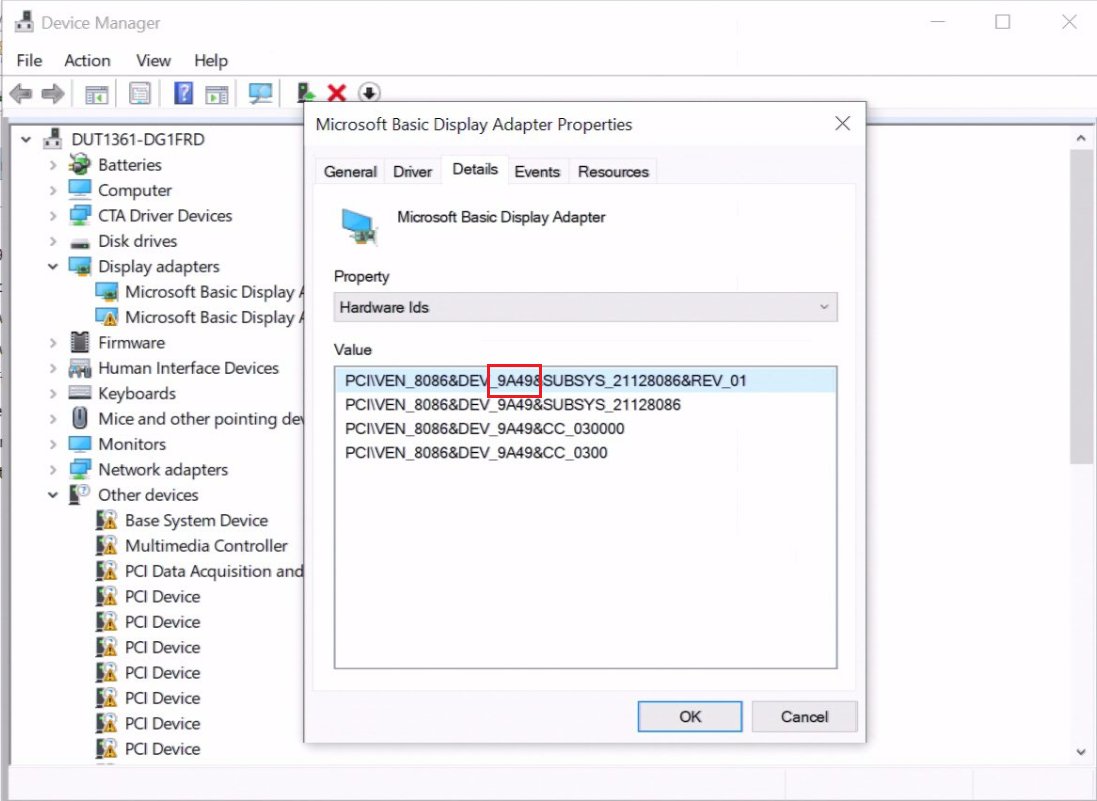 Device Manager
File Action View Help
DUT1361-DG1FRD
Batteries
Computer
CTA Driver Devices
Disk drives
Display adapters
Microsoft Basic Display A
Microsoft Basic Display A
Firmware
Human Interface Devices
Keyboards
Mice and other pointing dev
Monitors
Network adapters
Other devices
Base System Device
Multimedia Controller
PCI Data Acquisition and
PCI Device
PCI Device
PCI Device
PCI Device
PCI Device
PCI Device
PCI Device
Microsoft Basic Display Adapter Properties
General Driver Details Events Resources
Microsoft Basic Display Adapter
Property
Hardware Ids
Value
PCI\VEN_8086&DEV_9A49&SUBSYS_21128086&REV_01
PCI\VEN_8086&DEV_9A49&SUBSYS_21128086
PCI\VEN_8086&DEV_9A49&CC_030000
PCI\VEN_8086&DEV_9A49&CC_0300
OK Cancel